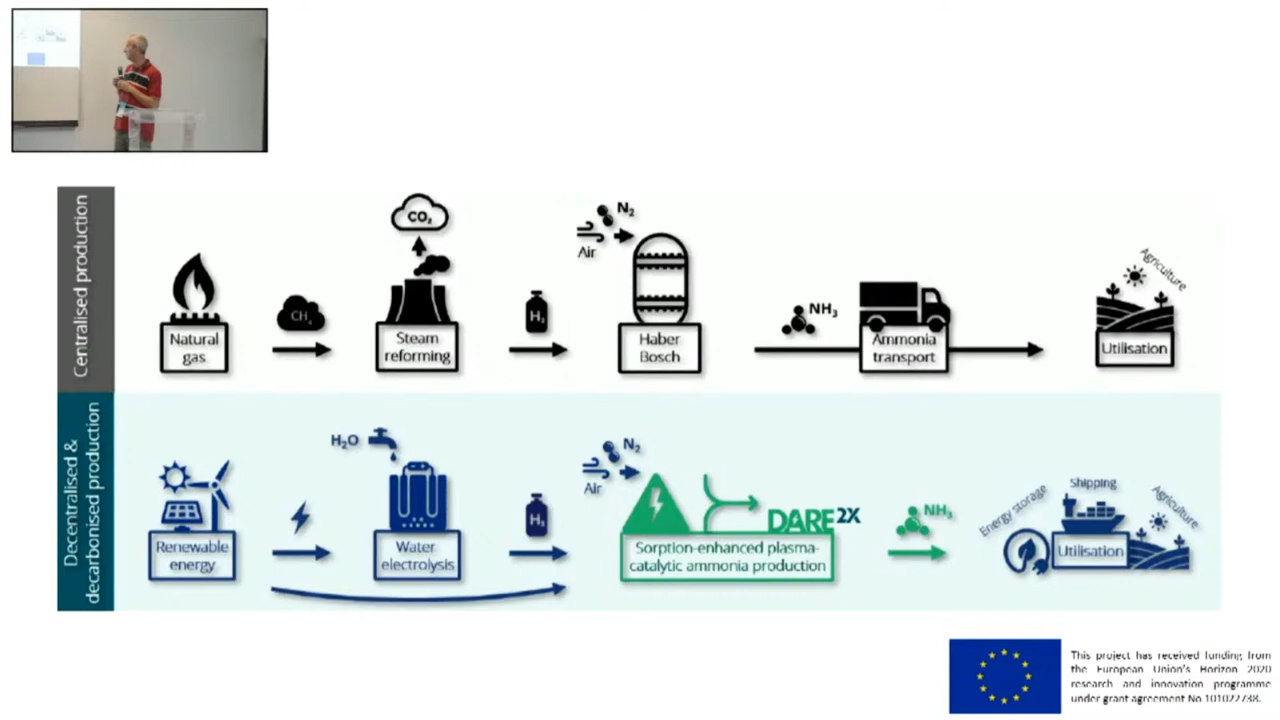 Centralised production
CO₂
N₂
Air
CH₄
H₂
NH₃
Natural
gas
Steam
reforming
Haber
Bosch
Ammonia
transport
Agriculture
Utilisation
Decentralised &
decarbonised production
H₂O
N₂
Air
H₂
DARE2X
NH₃
Renewable
energy
Water
electrolysis
Sorption-enhanced plasma-
catalytic ammonia production
Energy storage
Shipping
Agriculture
Utilisation
This project has received funding from
the European Union's Horizon 2020
research and innovation programme
under grant agreement No 101022738.